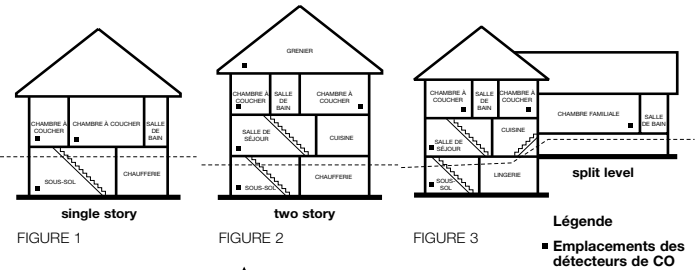 CHAMBRE À
COUCHER
CHAMBRE À COUCHER
SALLE
DE
BAIN
SOUS-SOL
CHAUFFERIE
single story
FIGURE 1
GRENIER
CHAMBRE À
COUCHER
SALLE
DE
BAIN
CHAMBRE À
COUCHER
SALLE DE
SÉJOUR
CUISINE
SOUS-SOL
CHAUFFERIE
two story
FIGURE 2
CHAMBRE À
COUCHER
SALLE
DE
BAIN
CHAMBRE À
COUCHER
SALLE DE
SÉJOUR
CUISINE
SOUS-
SOL
LINGERIE
CHAMBRE FAMILIALE
SALLE
DE BAIN
split level
FIGURE 3
Légende
Emplacements des
détecteurs de CO